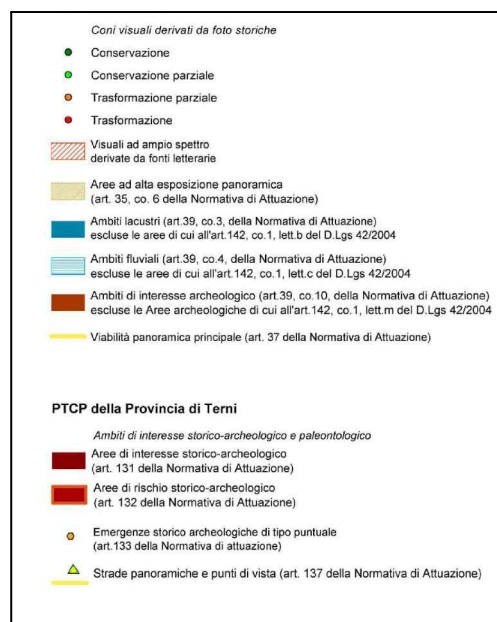 Coni visuali derivati da foto storiche
Conservazione
Conservazione parziale
Trasformazione parziale
Trasformazione
Visuali ad ampio spettro
derivate da fonti letterarie
Aree ad alta esposizione panoramica
(art. 35, co. 6 della Normativa di Attuazione)
Ambiti lacustri (art.39, co.3, della Normativa di Attuazione)
escluse le aree di cui all'art.142, co.1, lett.b del D.Lgs 42/2004
Ambiti fluviali (art.39, co.4, della Normativa di Attuazione)
escluse le aree di cui all'art.142, co.1, lett.c del D.Lgs 42/2004
Ambiti di interesse archeologico (art.39, co.10, della Normativa di Attuazione)
escluse le Aree archeologiche di cui all'art.142, co.1, lett.m del D.Lgs 42/2004
Viabilità panoramica principale (art. 37 della Normativa di Attuazione)
PTCP della Provincia di Terni
Ambiti di interesse storico-archeologico e paleontologico
Aree di interesse storico-archeologico
(art. 131 della Normativa di Attuazione)
Aree di rischio storico-archeologico
(art. 132 della Normativa di Attuazione)
Emergenze storico archeologiche di tipo puntuale
(art.133 della Normativa di attuazione)
Strade panoramiche e punti di vista (art. 137 della Normativa di Attuazione)